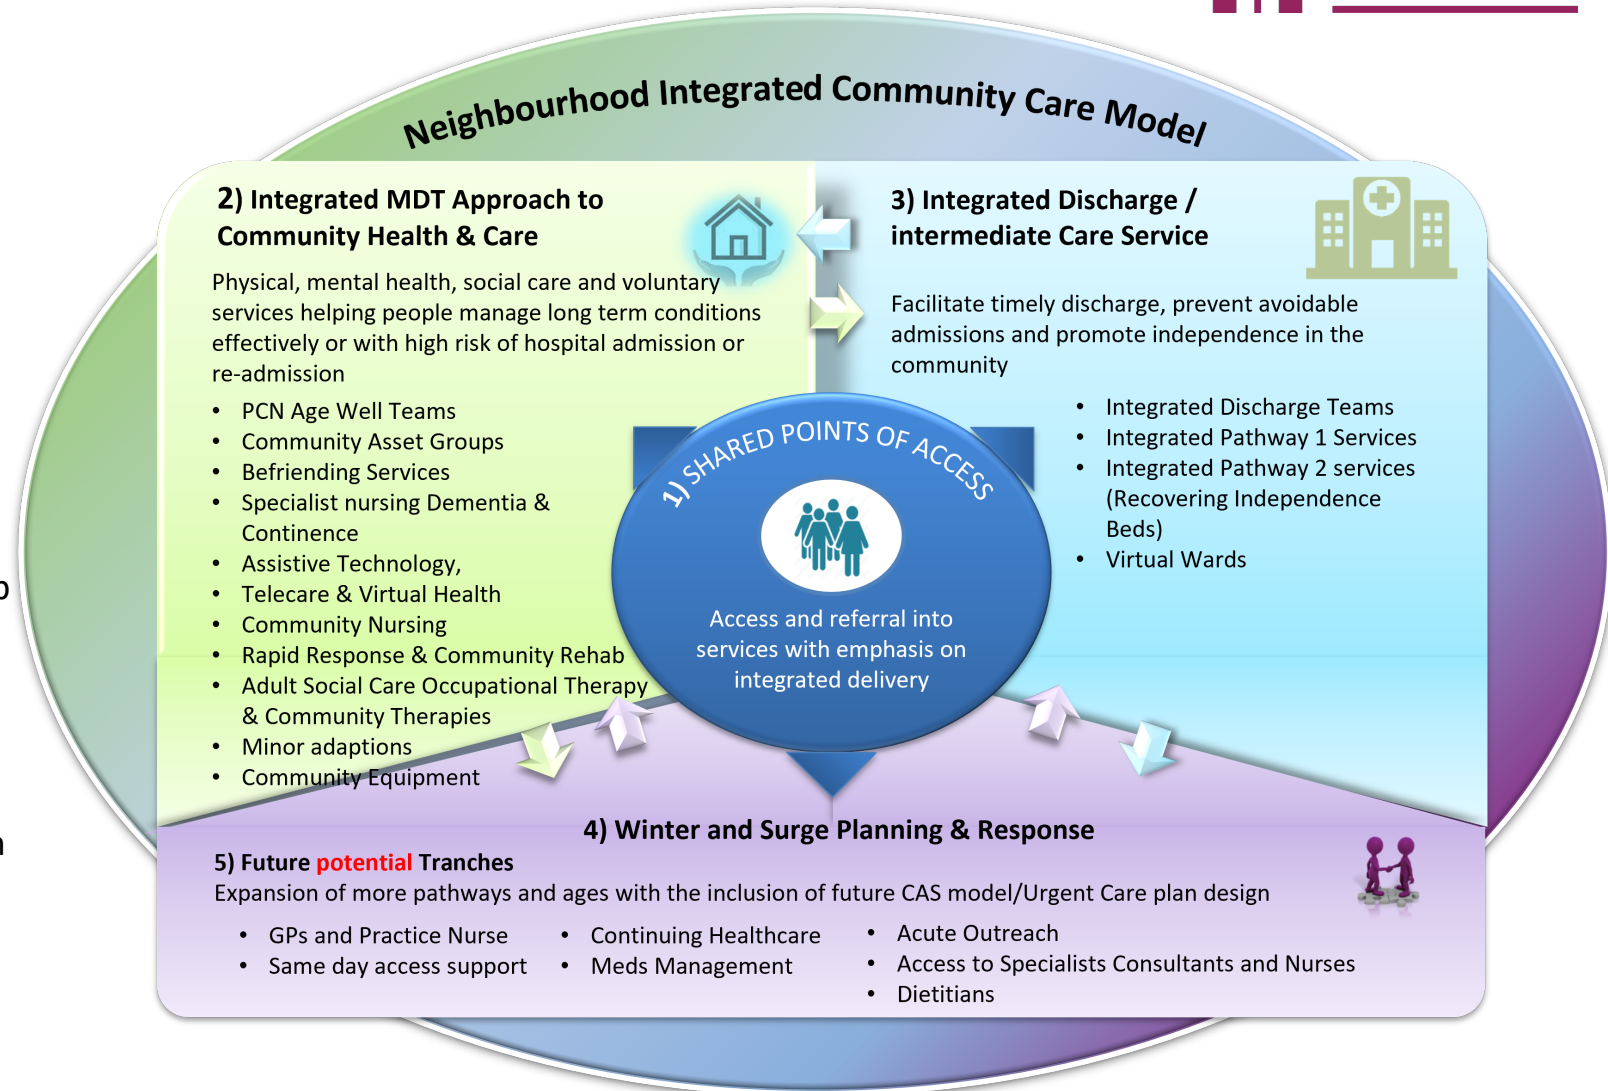 Neighbourhood Integrated Community Care Model
2) Integrated MDT Approach to
Community Health & Care
Physical, mental health, social care and voluntary
services helping people manage long term conditions
effectively or with high risk of hospital admission or
re-admission
• PCN Age Well Teams
• Community Asset Groups
• Befriending Services
• Specialist nursing Dementia &
Continence
• Assistive Technology,
• Telecare & Virtual Health
• Community Nursing
• Rapid Response & Community Rehab
• Adult Social Care Occupational Therapy
& Community Therapies
• Minor adaptions
• Community Equipment
3) Integrated Discharge /
intermediate Care Service
Facilitate timely discharge, prevent avoidable
admissions and promote independence in the
community
• Integrated Discharge Teams
• Integrated Pathway 1 Services
• Integrated Pathway 2 services
(Recovering Independence
Beds)
• Virtual Wards
1) SHARED POINTS OF ACCESS
Access and referral into
services with emphasis on
integrated delivery
4) Winter and Surge Planning & Response
5) Future potential Tranches
Expansion of more pathways and ages with the inclusion of future CAS model/Urgent Care plan design
• GPs and Practice Nurse
• Same day access support
• Continuing Healthcare
• Meds Management
• Acute Outreach
• Access to Specialists Consultants and Nurses
• Dietitians